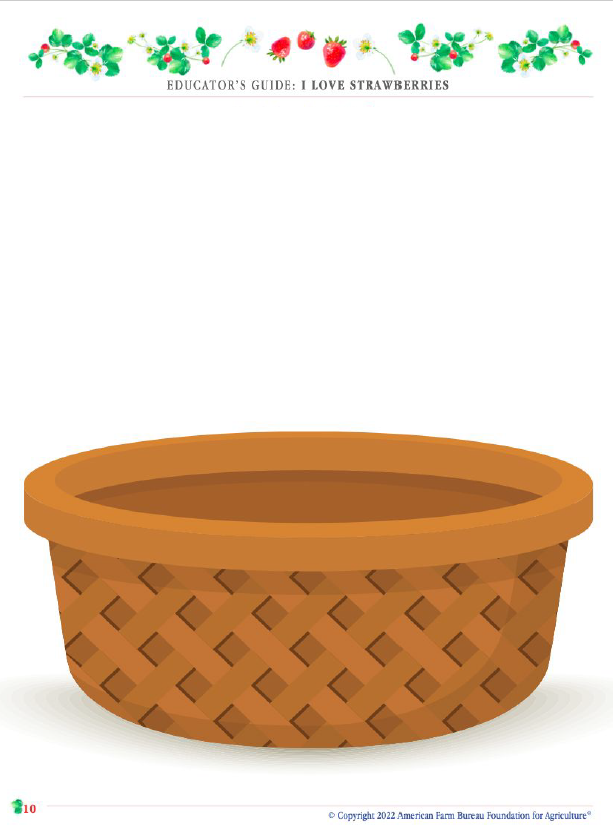 EDUCATOR'S GUIDE: I LOVE STRAWBERRIES
10
© Copyright 2022 American Farm Bureau Foundation for Agriculture®